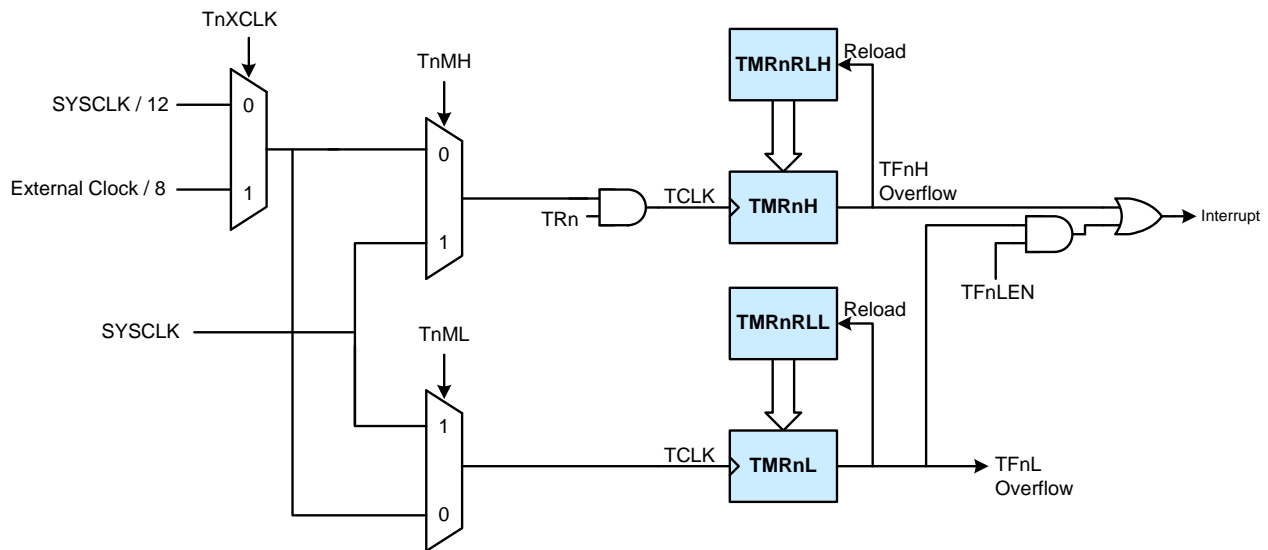 TnXCLK
SYSCLK / 12
0
External Clock / 8
1
TnMH
0
1
TRn
TCLK
TMRnRLH
Reload
TMRnH
TFnH
Overflow
Interrupt
TFnLEN
SYSCLK
TnML
1
0
TCLK
TMRnRLL
Reload
TMRnL
TFnL
Overflow